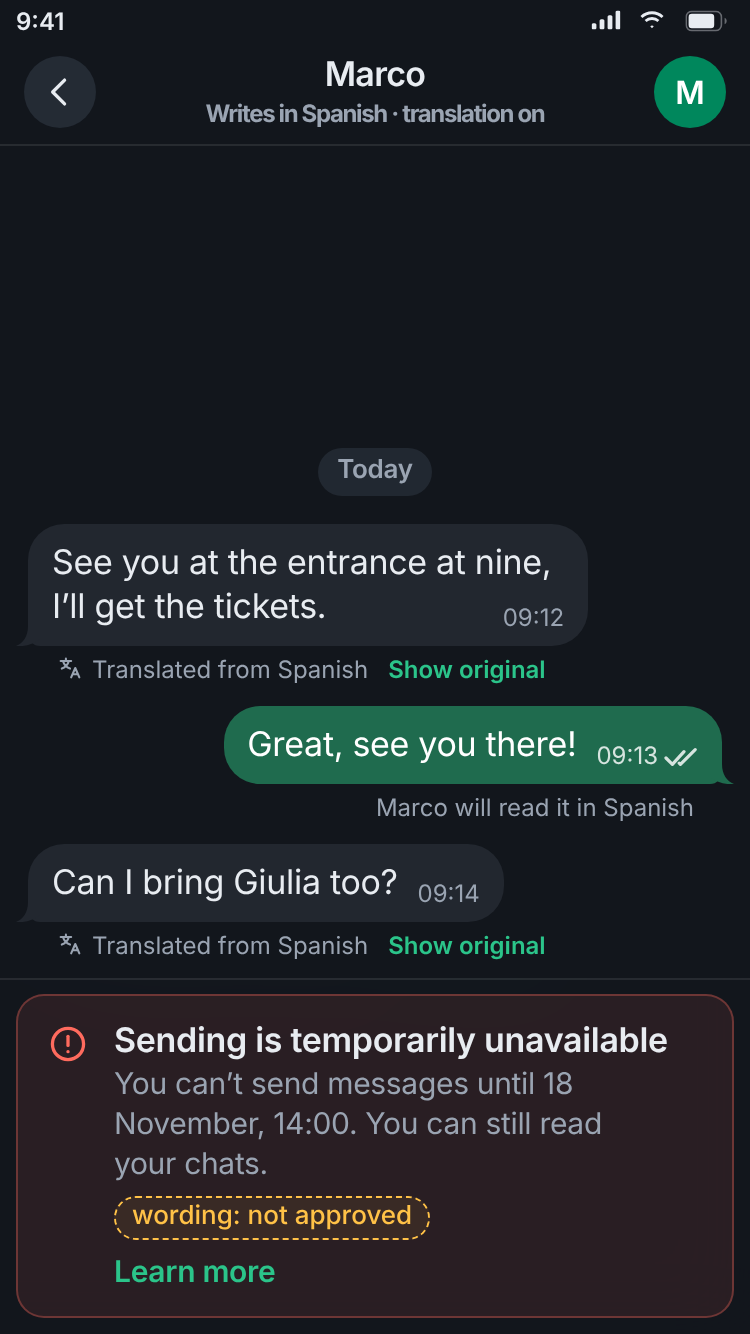 9:41
Marco
Writes in Spanish · translation on
M
Today
See you at the entrance at nine,
I’ll get the tickets.
09:12
Translated from Spanish Show original
Great, see you there! 09:13
Marco will read it in Spanish
Can I bring Giulia too? 09:14
Translated from Spanish Show original
Sending is temporarily unavailable
You can’t send messages until 18
November, 14:00. You can still read
your chats.
wording: not approved
Learn more